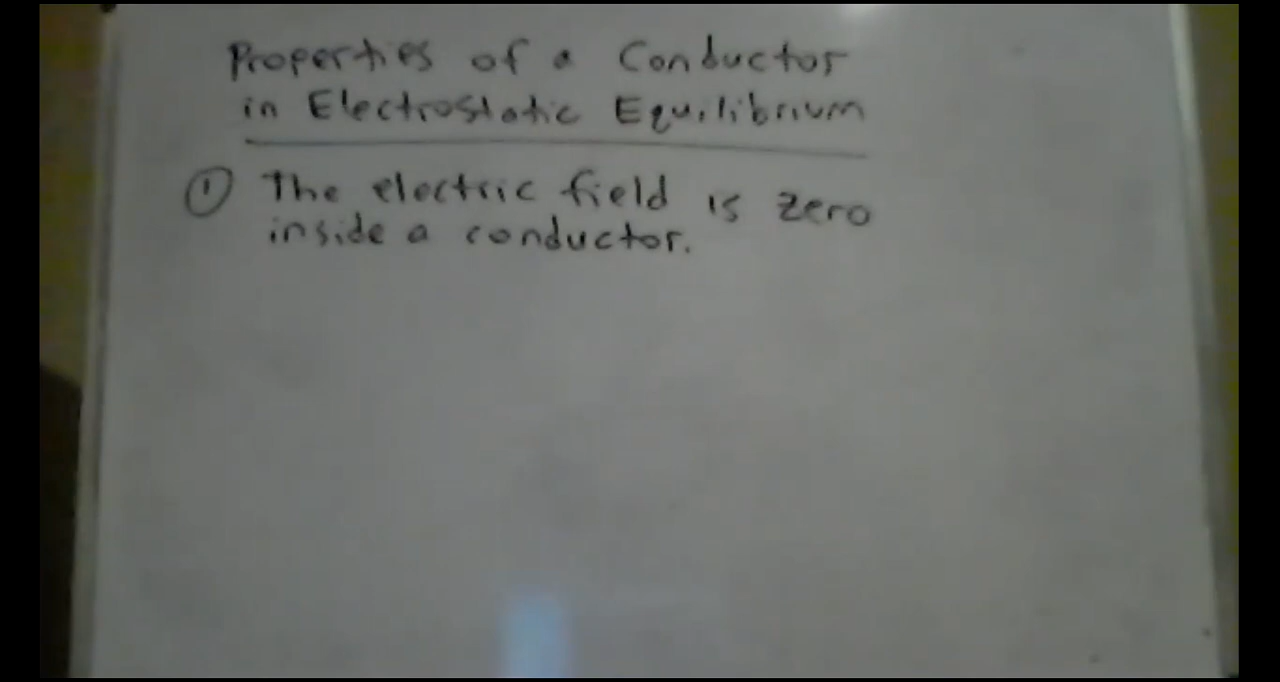 Properties of a Conductor
in Electrostatic Equilibrium
① The electric field is zero
inside a conductor.